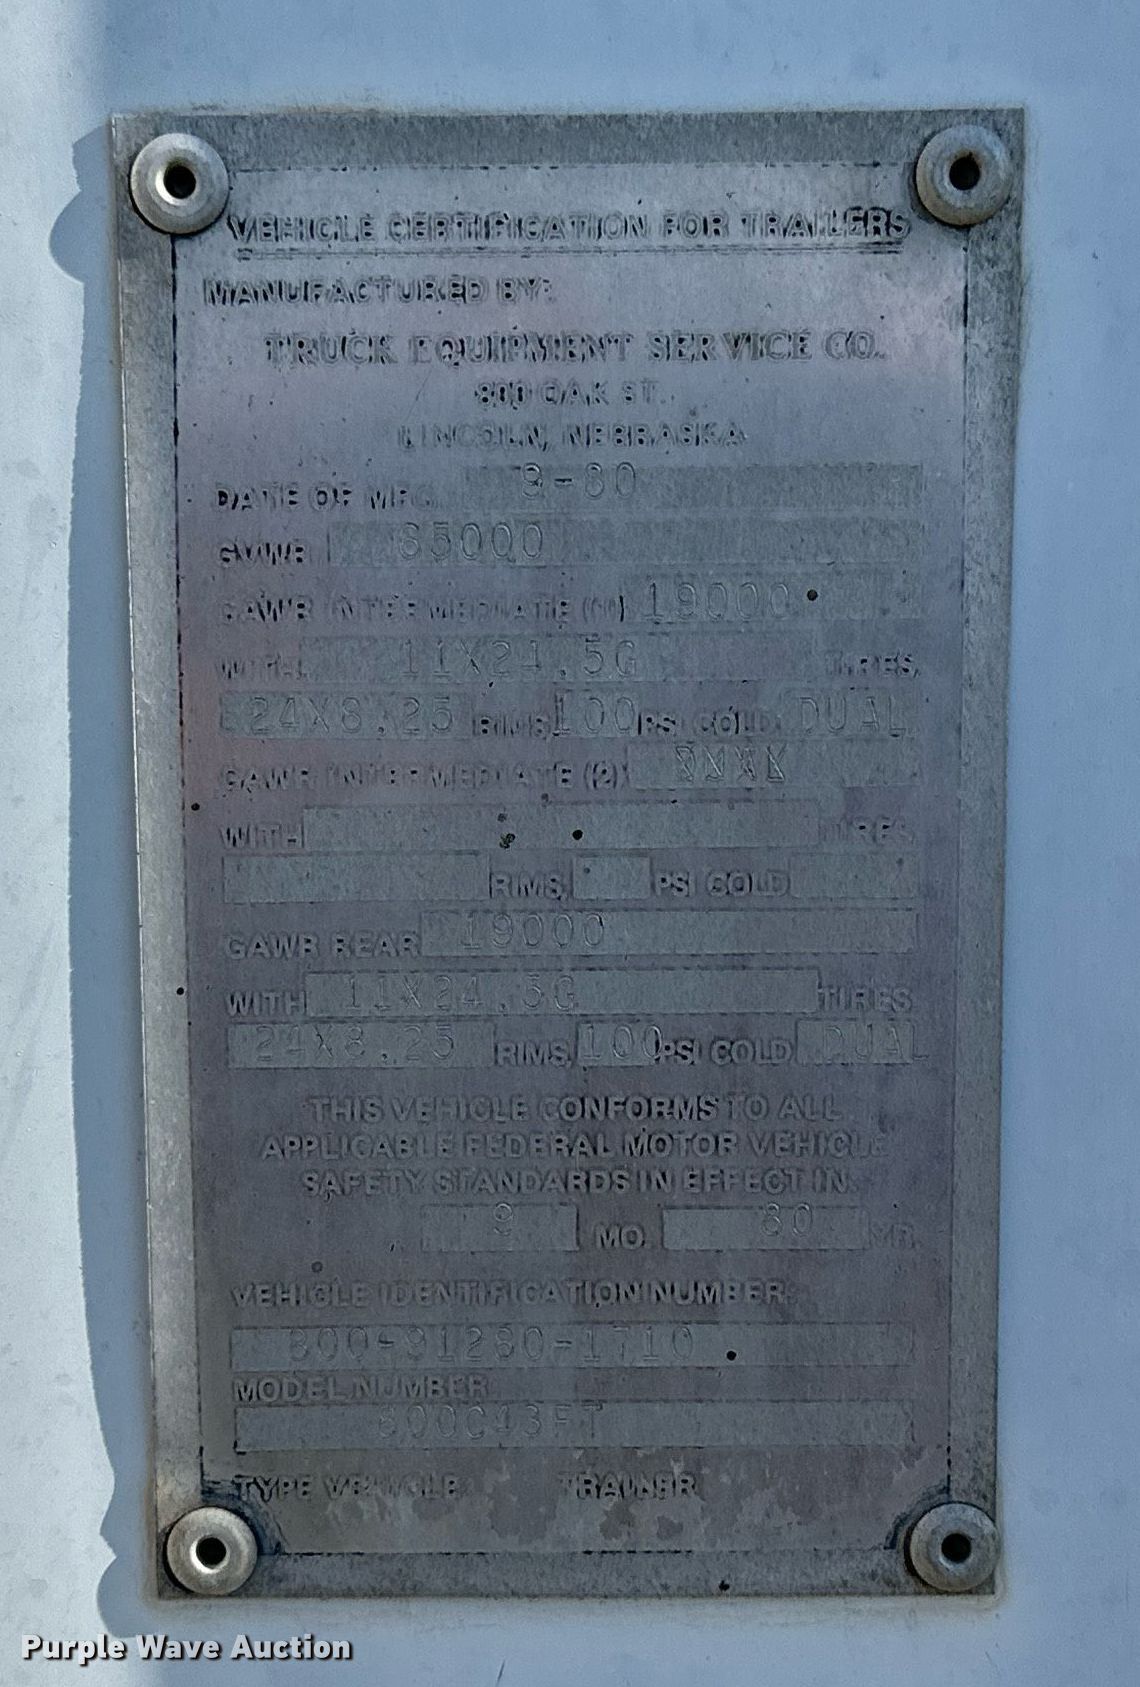 VEHICLE CERTIFICATION FOR TRAILERS
MANUFACTURED BY:
TRUCK EQUIPMENT SERVICE CO.
800 OAK ST.
LINCOLN, NEBRASKA
DATE OF MFG. 9-80
GVWR 65000
GAWR INTERMEDIATE (1) 19000
WITH 11X24.5G TIRES,
24X8.25 RIMS, 100 PSI COLD DUAL
GAWR INTERMEDIATE (2)
WITH TIRES,
RIMS, PSI COLD
GAWR REAR 19000
WITH 11X24.5G TIRES
24X8.25 RIMS, 100 PSI COLD DUAL
THIS VEHICLE CONFORMS TO ALL
APPLICABLE FEDERAL MOTOR VEHICLE
SAFETY STANDARDS IN EFFECT IN
9 MO. 80 YR.
VEHICLE IDENTIFICATION NUMBER:
800-91280-1710
MODEL NUMBER
600C43FT
TYPE VEHICLE: TRAILER
Purple Wave Auction